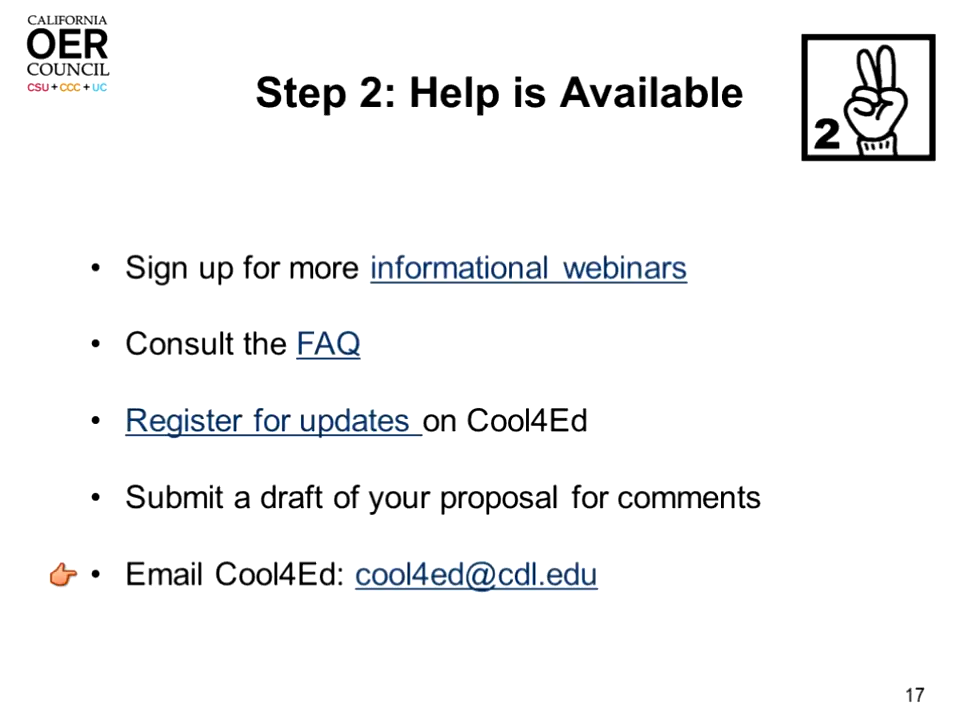 CALIFORNIA
OER
COUNCIL
CSU + CCC + UC
Step 2: Help is Available
2
• Sign up for more informational webinars
• Consult the FAQ
• Register for updates on Cool4Ed
• Submit a draft of your proposal for comments
• Email Cool4Ed: cool4ed@cdl.edu
17